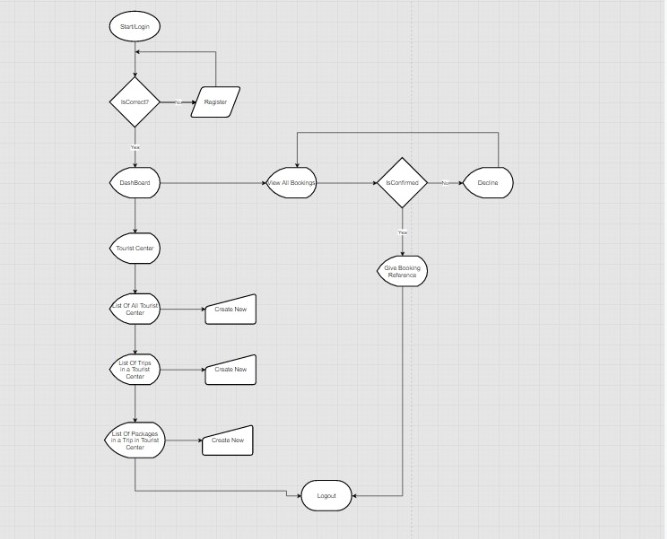 Start/Login
IsCorrect?
No
Register
Yes
DashBoard
View All Bookings
IsConfirmed
No
Decline
Tourist Center
Yes
Give Booking
Reference
List Of All Tourist
Center
Create New
List Of Trips
in a Tourist
Center
Create New
List Of Packages
in a Trip in Tourist
Center
Create New
Logout